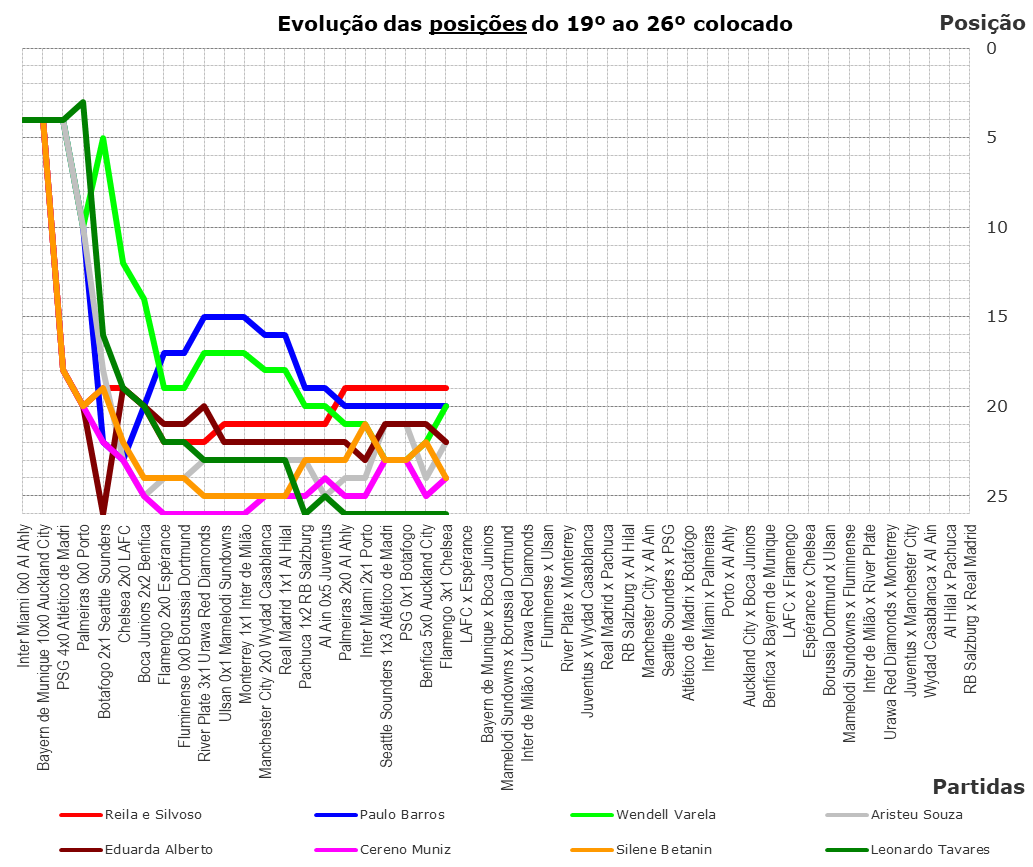 Evolução das posições do 19º ao 26º colocado
Posição
0
5
10
15
20
25
Inter Miami 0x0 Al Ahly
Bayern de Munique 10x0 Auckland City
PSG 4x0 Atlético de Madri
Palmeiras 0x0 Porto
Botafogo 2x1 Seattle Sounders
Chelsea 2x0 LAFC
Boca Juniors 2x2 Benfica
Flamengo 2x0 Espérance
Fluminense 0x0 Borussia Dortmund
River Plate 3x1 Urawa Red Diamonds
Ulsan 0x1 Mamelodi Sundowns
Monterrey 1x1 Inter de Milão
Manchester City 2x0 Wydad Casablanca
Real Madrid 1x1 Al Hilal
Pachuca 1x2 RB Salzburg
Al Ain 0x5 Juventus
Palmeiras 2x0 Al Ahly
Inter Miami 2x1 Porto
Seattle Sounders 1x3 Atlético de Madri
PSG 0x1 Botafogo
Benfica 5x0 Auckland City
Flamengo 3x1 Chelsea
LAFC x Espérance
Bayern de Munique x Boca Juniors
Mamelodi Sundowns x Borussia Dortmund
Inter de Milão x Urawa Red Diamonds
Fluminense x Ulsan
River Plate x Monterrey
Juventus x Wydad Casablanca
Real Madrid x Pachuca
RB Salzburg x Al Hilal
Manchester City x Al Ain
Seattle Sounders x PSG
Atlético de Madri x Botafogo
Inter Miami x Palmeiras
Porto x Al Ahly
Auckland City x Boca Juniors
Benfica x Bayern de Munique
LAFC x Flamengo
Espérance x Chelsea
Borussia Dortmund x Ulsan
Mamelodi Sundowns x Fluminense
Inter de Milão x River Plate
Urawa Red Diamonds x Monterrey
Juventus x Manchester City
Wydad Casablanca x Al Ain
Al Hilal x Pachuca
RB Salzburg x Real Madrid
Partidas
Reila e Silvoso
Paulo Barros
Wendell Varela
Aristeu Souza
Eduarda Alberto
Cereno Muniz
Silene Betanin
Leonardo Tavares